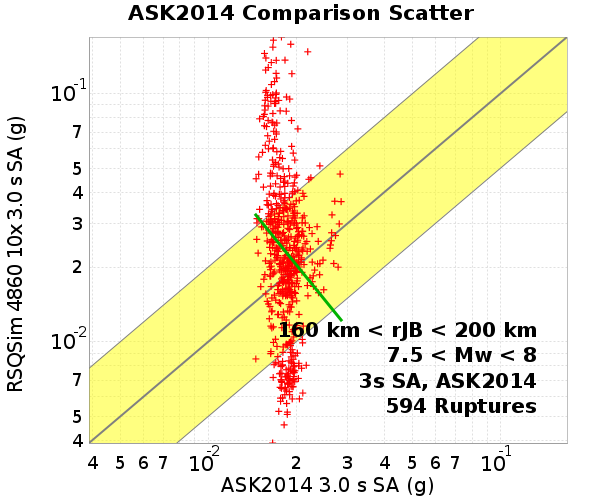 ASK2014 Comparison Scatter
RSQSim 4860 10x 3.0 s SA (g)
10-1
7
5
4
3
2
10-2
7
5
4
160 km < rJB < 200 km
7.5 < Mw < 8
3s SA, ASK2014
594 Ruptures
4 5 6 7 10-2 2 3 4 5 6 7 10-1
ASK2014 3.0 s SA (g)